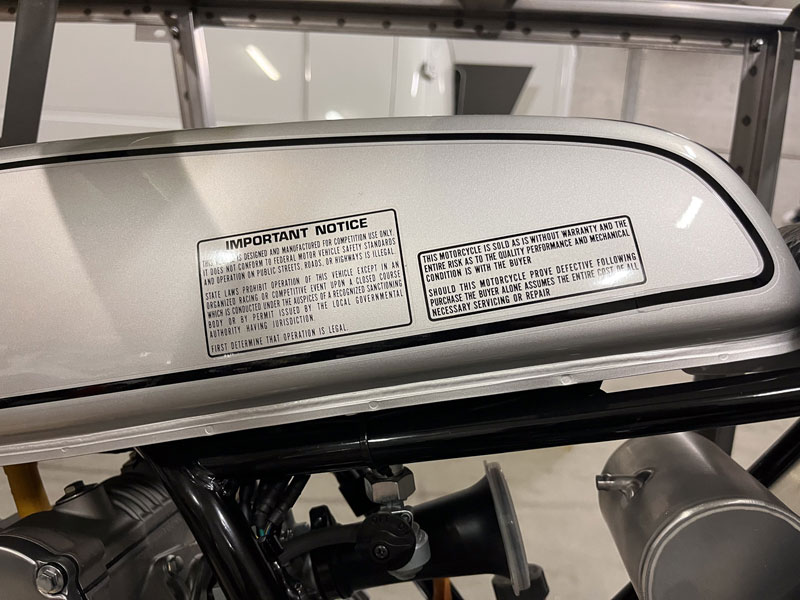 IMPORTANT NOTICE
THIS IS DESIGNED AND MANUFACTURED FOR COMPETITION USE ONLY.
IT DOES NOT CONFORM TO FEDERAL MOTOR VEHICLE SAFETY STANDARDS
AND OPERATION ON PUBLIC STREETS, ROADS, OR HIGHWAYS IS ILLEGAL.
STATE LAWS PROHIBIT OPERATION OF THIS VEHICLE EXCEPT IN AN
ORGANIZED RACING OR COMPETITIVE EVENT UPON A CLOSED COURSE
WHICH IS CONDUCTED UNDER THE AUSPICES OF A RECOGNIZED SANCTIONING
BODY OR BY PERMIT ISSUED BY THE LOCAL GOVERNMENTAL
AUTHORITY HAVING JURISDICTION.
FIRST DETERMINE THAT OPERATION IS LEGAL.
THIS MOTORCYCLE IS SOLD AS IS WITHOUT WARRANTY AND THE
ENTIRE RISK AS TO THE QUALITY PERFORMANCE AND MECHANICAL
CONDITION IS WITH THE BUYER
SHOULD THIS MOTORCYCLE PROVE DEFECTIVE FOLLOWING
PURCHASE THE BUYER ALONE ASSUMES THE ENTIRE COST OF ALL
NECESSARY SERVICING OR REPAIR